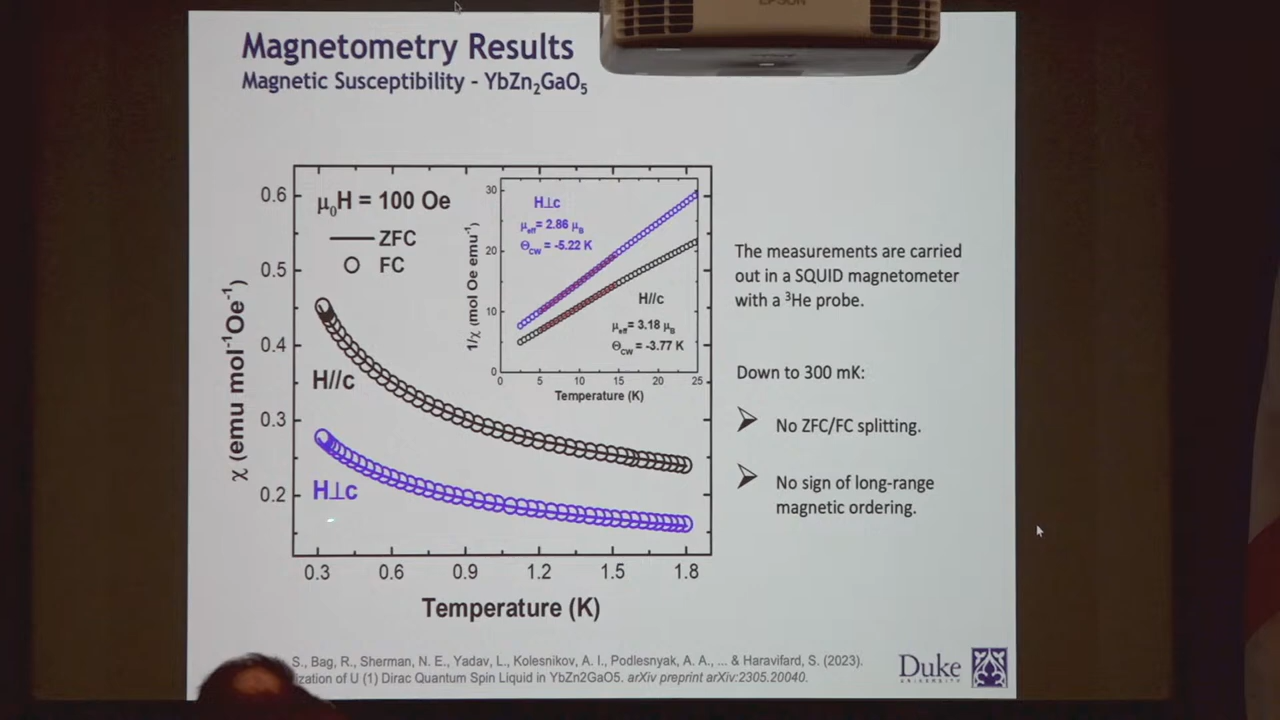 EPSON
Magnetometry Results
Magnetic Susceptibility - YbZn₂GaO₅
μ₀H = 100 Oe
ZFC
FC
H//c
H⊥c
χ (emu mol⁻¹Oe⁻¹)
0.6
0.5
0.4
0.3
0.2
0.3 0.6 0.9 1.2 1.5 1.8
Temperature (K)
H⊥c
μeff= 2.86 μB
ΘCW = -5.22 K
H//c
μeff= 3.18 μB
ΘCW = -3.77 K
1/χ (mol Oe emu⁻¹)
30
20
10
0
0 5 10 15 20 25
Temperature (K)
The measurements are carried
out in a SQUID magnetometer
with a ³He probe.
Down to 300 mK:
No ZFC/FC splitting.
No sign of long-range
magnetic ordering.
S., Bag, R., Sherman, N. E., Yadav, L., Kolesnikov, A. I., Podlesnyak, A. A., ... & Haravifard, S. (2023).
ization of U (1) Dirac Quantum Spin Liquid in YbZn2GaO5. arXiv preprint arXiv:2305.20040.
Duke
UNIVERSITY